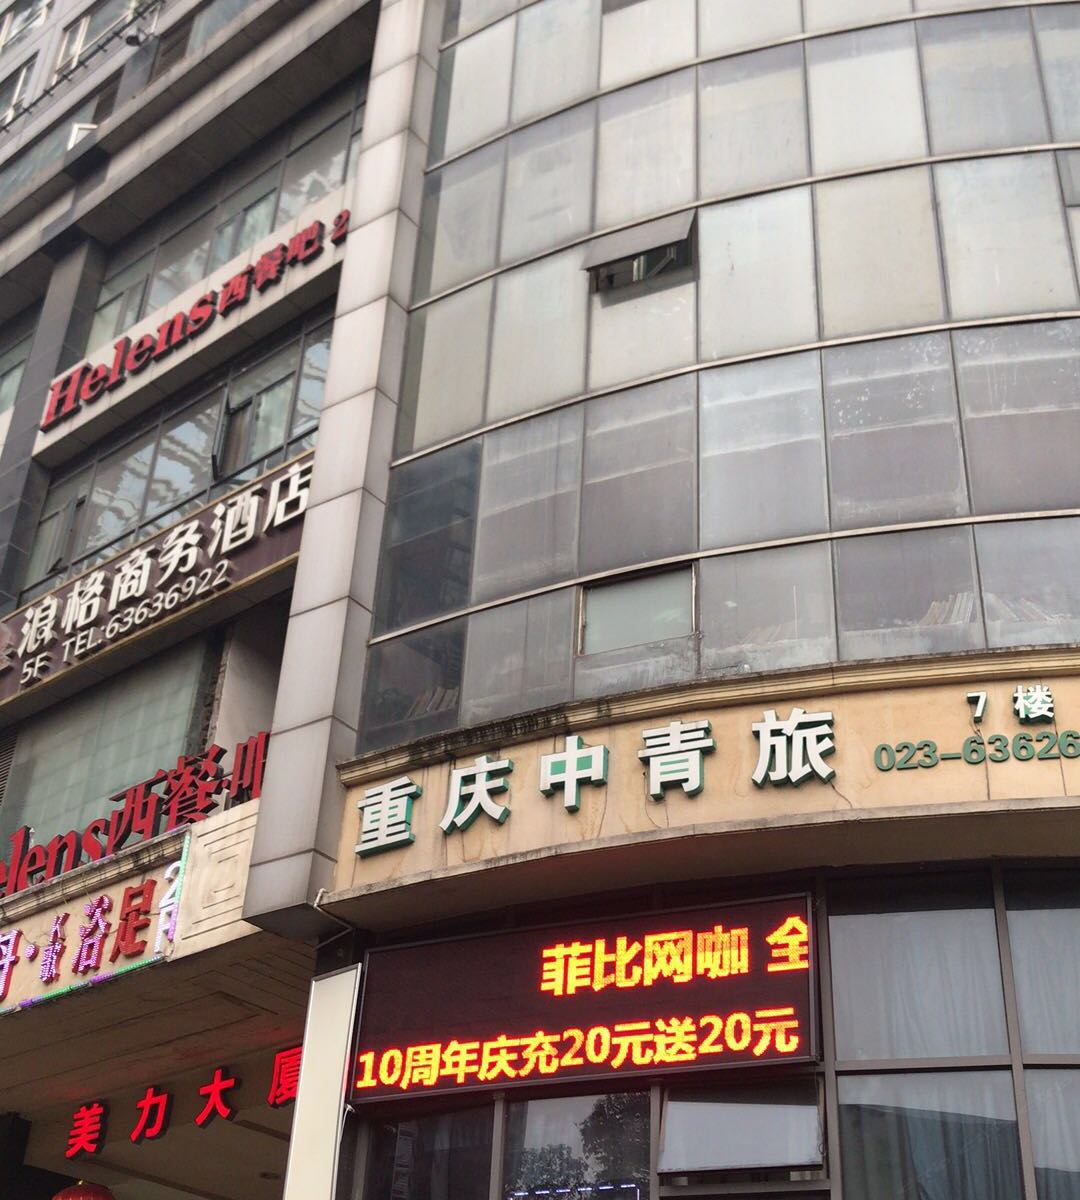 Helens西餐吧 2
浪格商务酒店
5F TEL:63636922
elens西餐吧
足
美力大厦
7楼
重庆中青旅
023-63626
菲比网咖 全
10周年庆充20元送20元